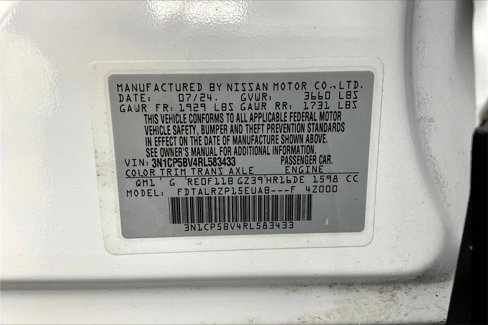 MANUFACTURED BY NISSAN MOTOR CO.,LTD.
DATE: 07/24. GVWR: 3660 LBS
GAWR FR: 1929 LBS GAWR RR: 1731 LBS
THIS VEHICLE CONFORMS TO ALL APPLICABLE FEDERAL MOTOR
VEHICLE SAFETY, BUMPER AND THEFT PREVENTION STANDARDS
IN EFFECT ON THE DATE OF MANUFACTURE SHOWN ABOVE.
SEE OWNER'S MANUAL FOR ADDITIONAL INFORMATION
VIN: 3N1CP5BV4RL583433 PASSENGER CAR.
COLOR TRIM TRANS AXLE ENGINE
QM1 G RE0F11B GZ39 HR16DE 1598 CC
MODEL: FDTALRZP15EUAB---F 4Z000
3N1CP5BV4RL583433